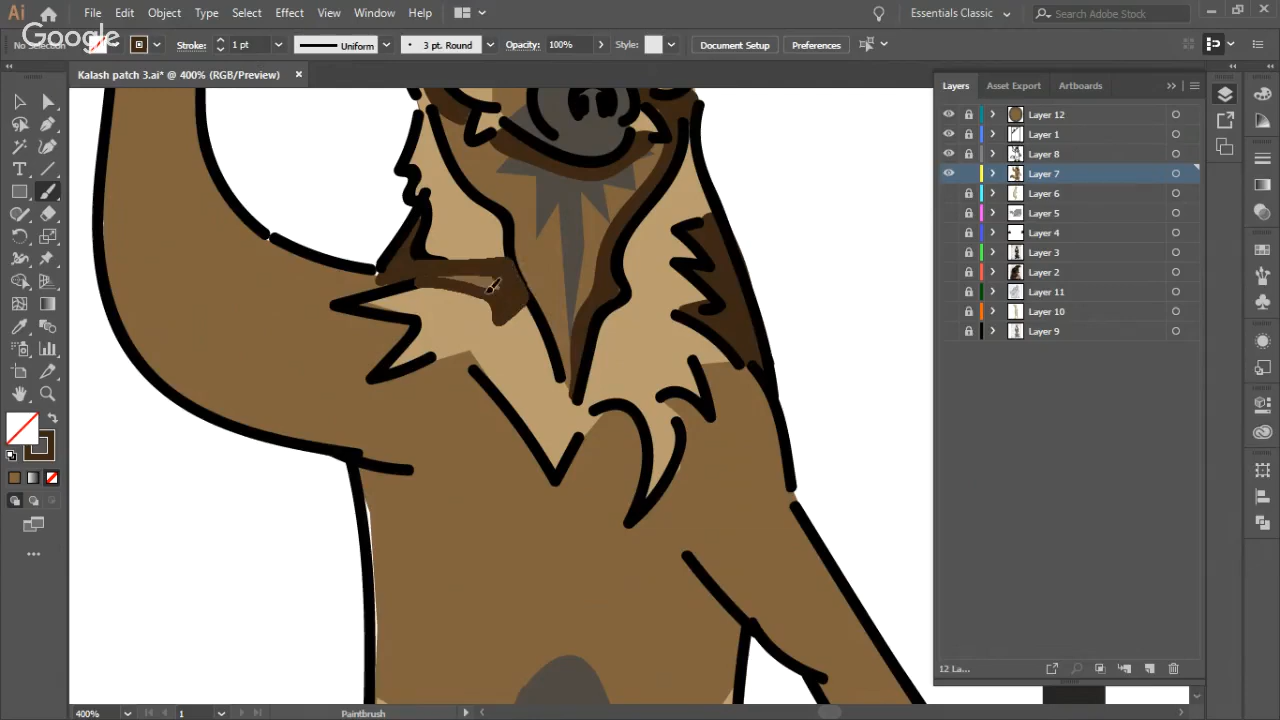 Ai File Edit Object Type Select Effect View Window Help Essentials Classic Search Adobe Stock
Google
No Selection Stroke: 1 pt Uniform 3 pt. Round Opacity: 100% Style: Document Setup Preferences
Kalash patch 3.ai* @ 400% (RGB/Preview)
Layers Asset Export Artboards
Layer 12
Layer 1
Layer 8
Layer 7
Layer 6
Layer 5
Layer 4
Layer 3
Layer 2
Layer 11
Layer 10
Layer 9
12 La...
400% 1 Paintbrush